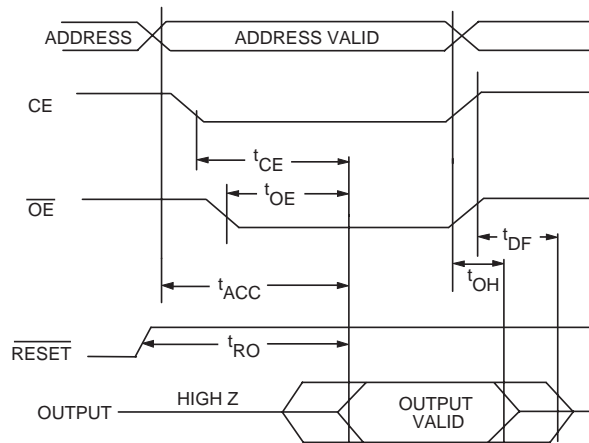 ADDRESS
ADDRESS VALID
CE
tCE
tOE
OE
tDF
tOH
tACC
RESET
tRO
OUTPUT
HIGH Z
OUTPUT
VALID